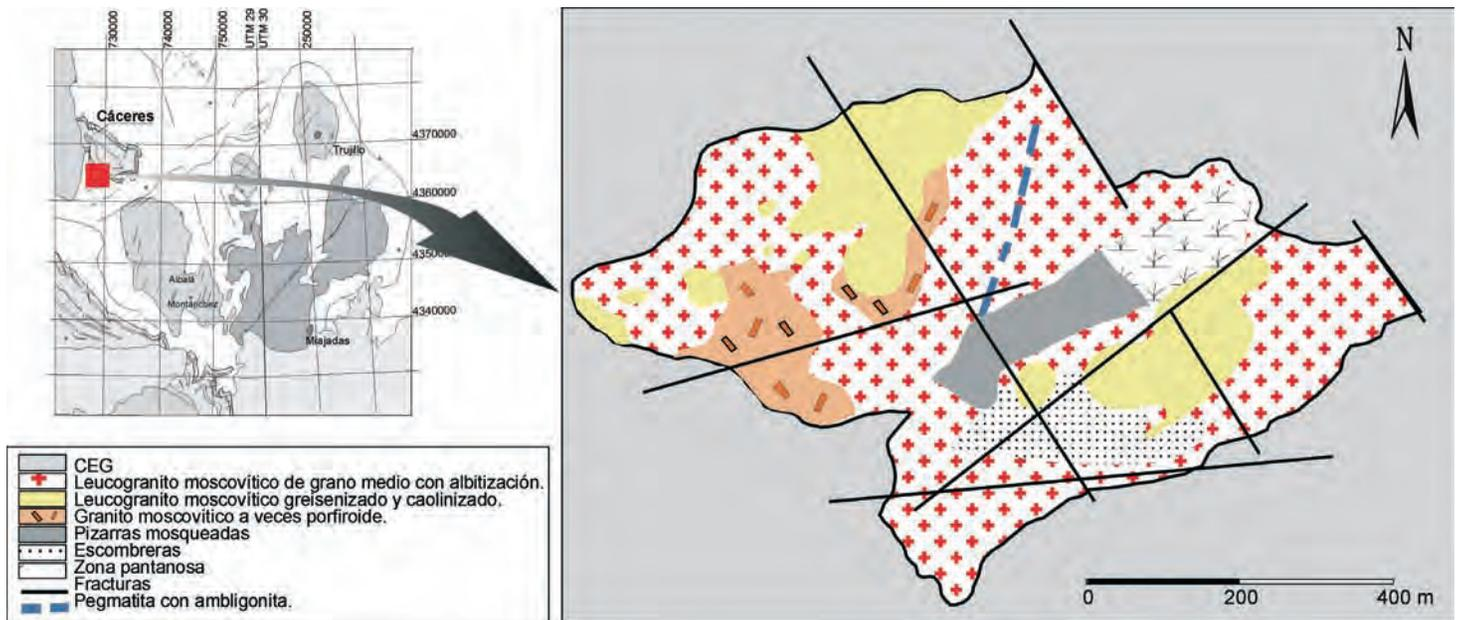 730000
740000
750000
UTM 29
UTM 30
250000
Cáceres
4370000
Trujillo
4360000
4350000
Albalá
Montánchez
4340000
Miajadas
CEG
Leucogranito moscovítico de grano medio con albitización.
Leucogranito moscovítico greisenizado y caolinizado.
Granito moscovitico a veces porfiroide.
Pizarras mosqueadas
Escombreras
Zona pantanosa
Fracturas
Pegmatita con ambligonita.
N
0 200 400 m